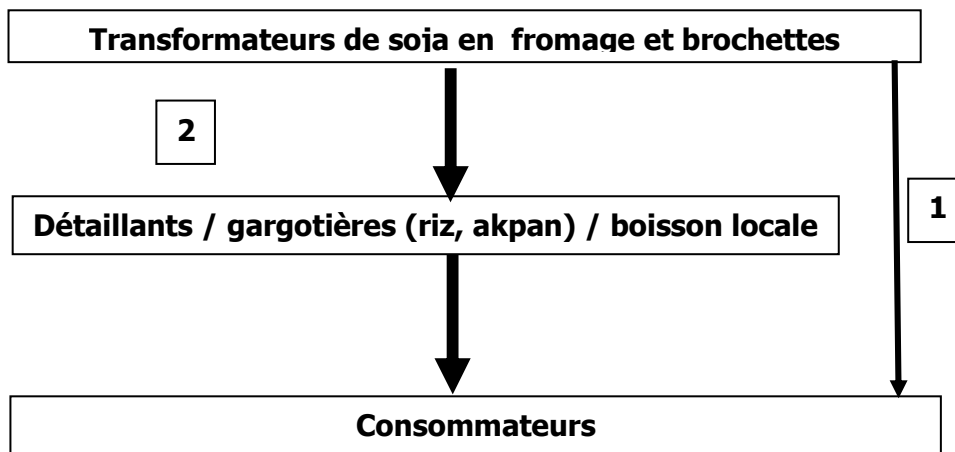 Transformateurs de soja en fromage et brochettes
2
Détaillants / gargotières (riz, akpan) / boisson locale
1
Consommateurs